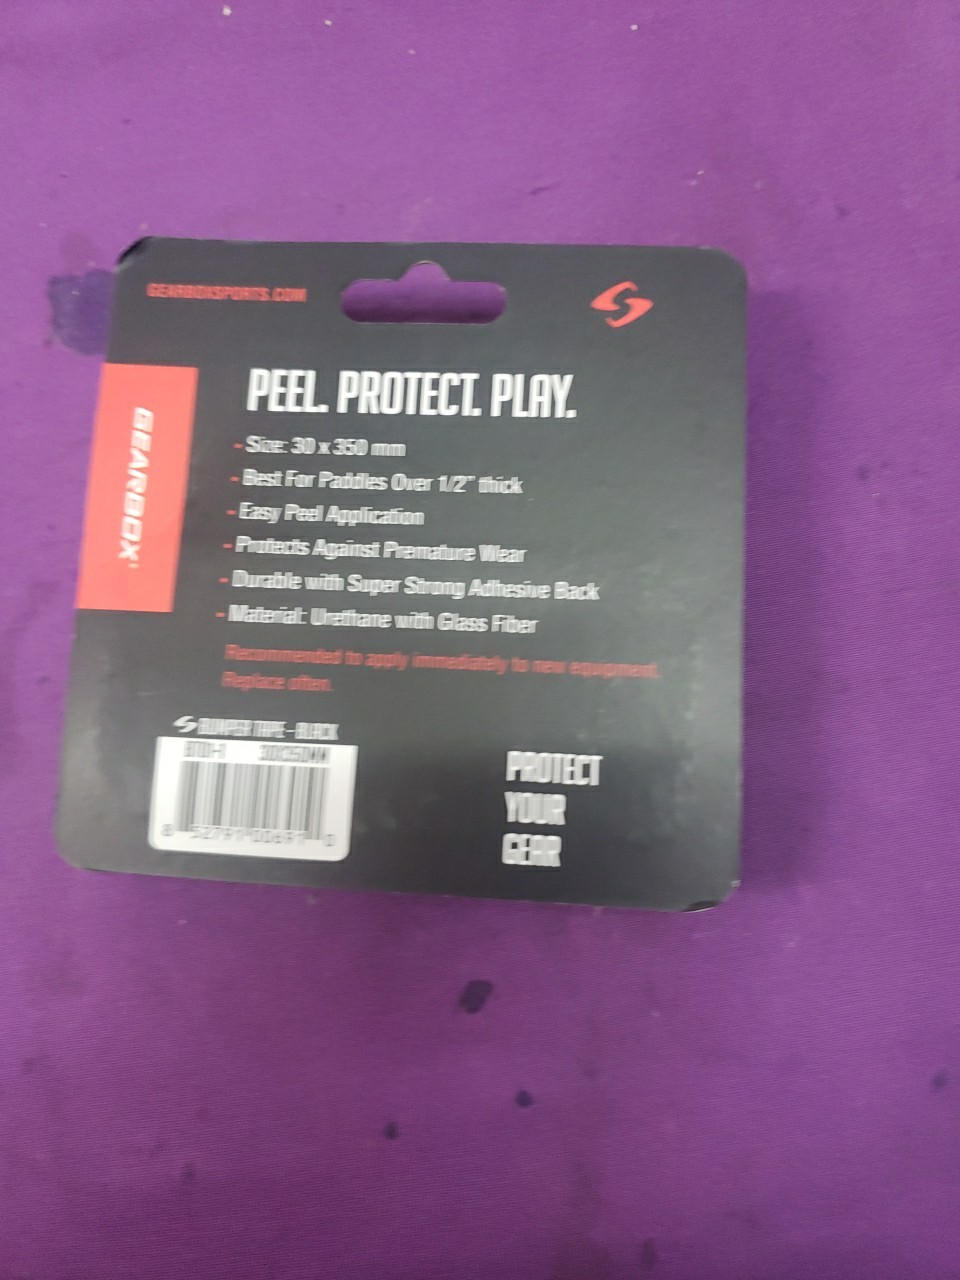 GEARBOXSPORTS.COM
GEARBOX
PEEL. PROTECT. PLAY.
- Size: 30 x 350 mm
- Best For Paddles Over 1/2" thick
- Easy Peel Application
- Protects Against Premature Wear
- Durable with Super Strong Adhesive Back
- Material: Urethane with Glass Fiber
Recommended to apply immediately to new equipment.
Replace often.
BUMPER TAPE - BLACK
PROTECT
YOUR
GEAR